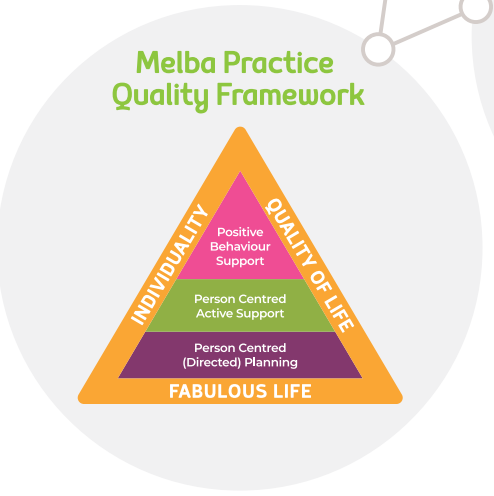 Melba Practice
Quality Framework
INDIVIDUALITY
QUALITY OF LIFE
Positive
Behaviour
Support
Person Centred
Active Support
Person Centred
(Directed) Planning
FABULOUS LIFE